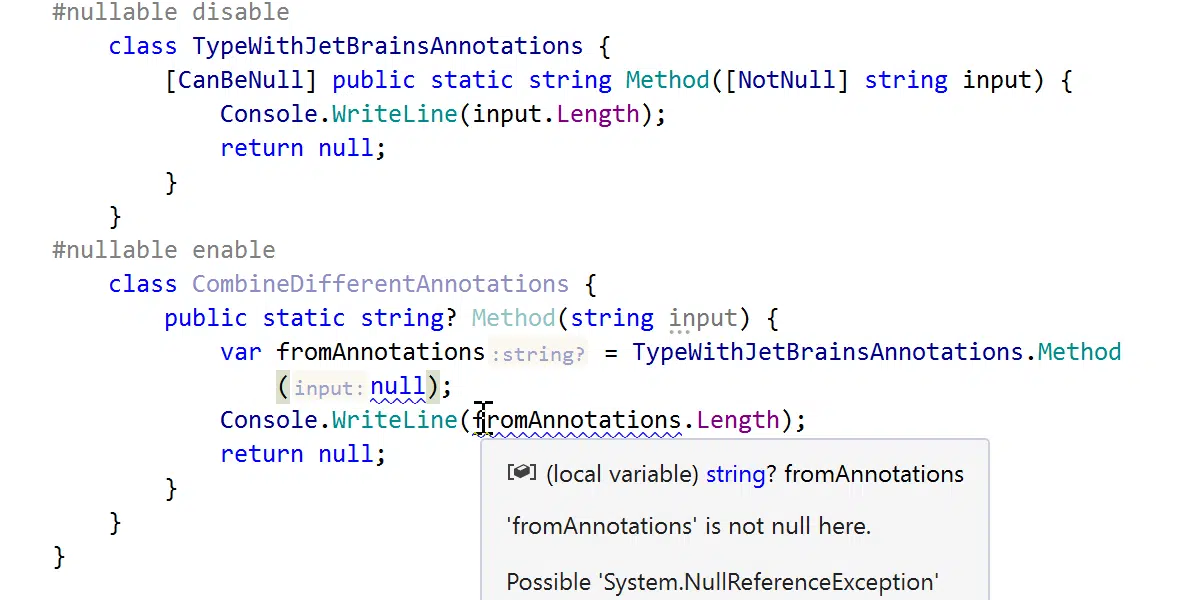 #nullable disable
class TypeWithJetBrainsAnnotations {
[CanBeNull] public static string Method([NotNull] string input) {
Console.WriteLine(input.Length);
return null;
}
}
#nullable enable
class CombineDifferentAnnotations {
public static string? Method(string input) {
var fromAnnotations :string? = TypeWithJetBrainsAnnotations.Method
(input: null);
Console.WriteLine(fromAnnotations.Length);
return null;
}
}
}
(local variable) string? fromAnnotations
'fromAnnotations' is not null here.
Possible 'System.NullReferenceException'